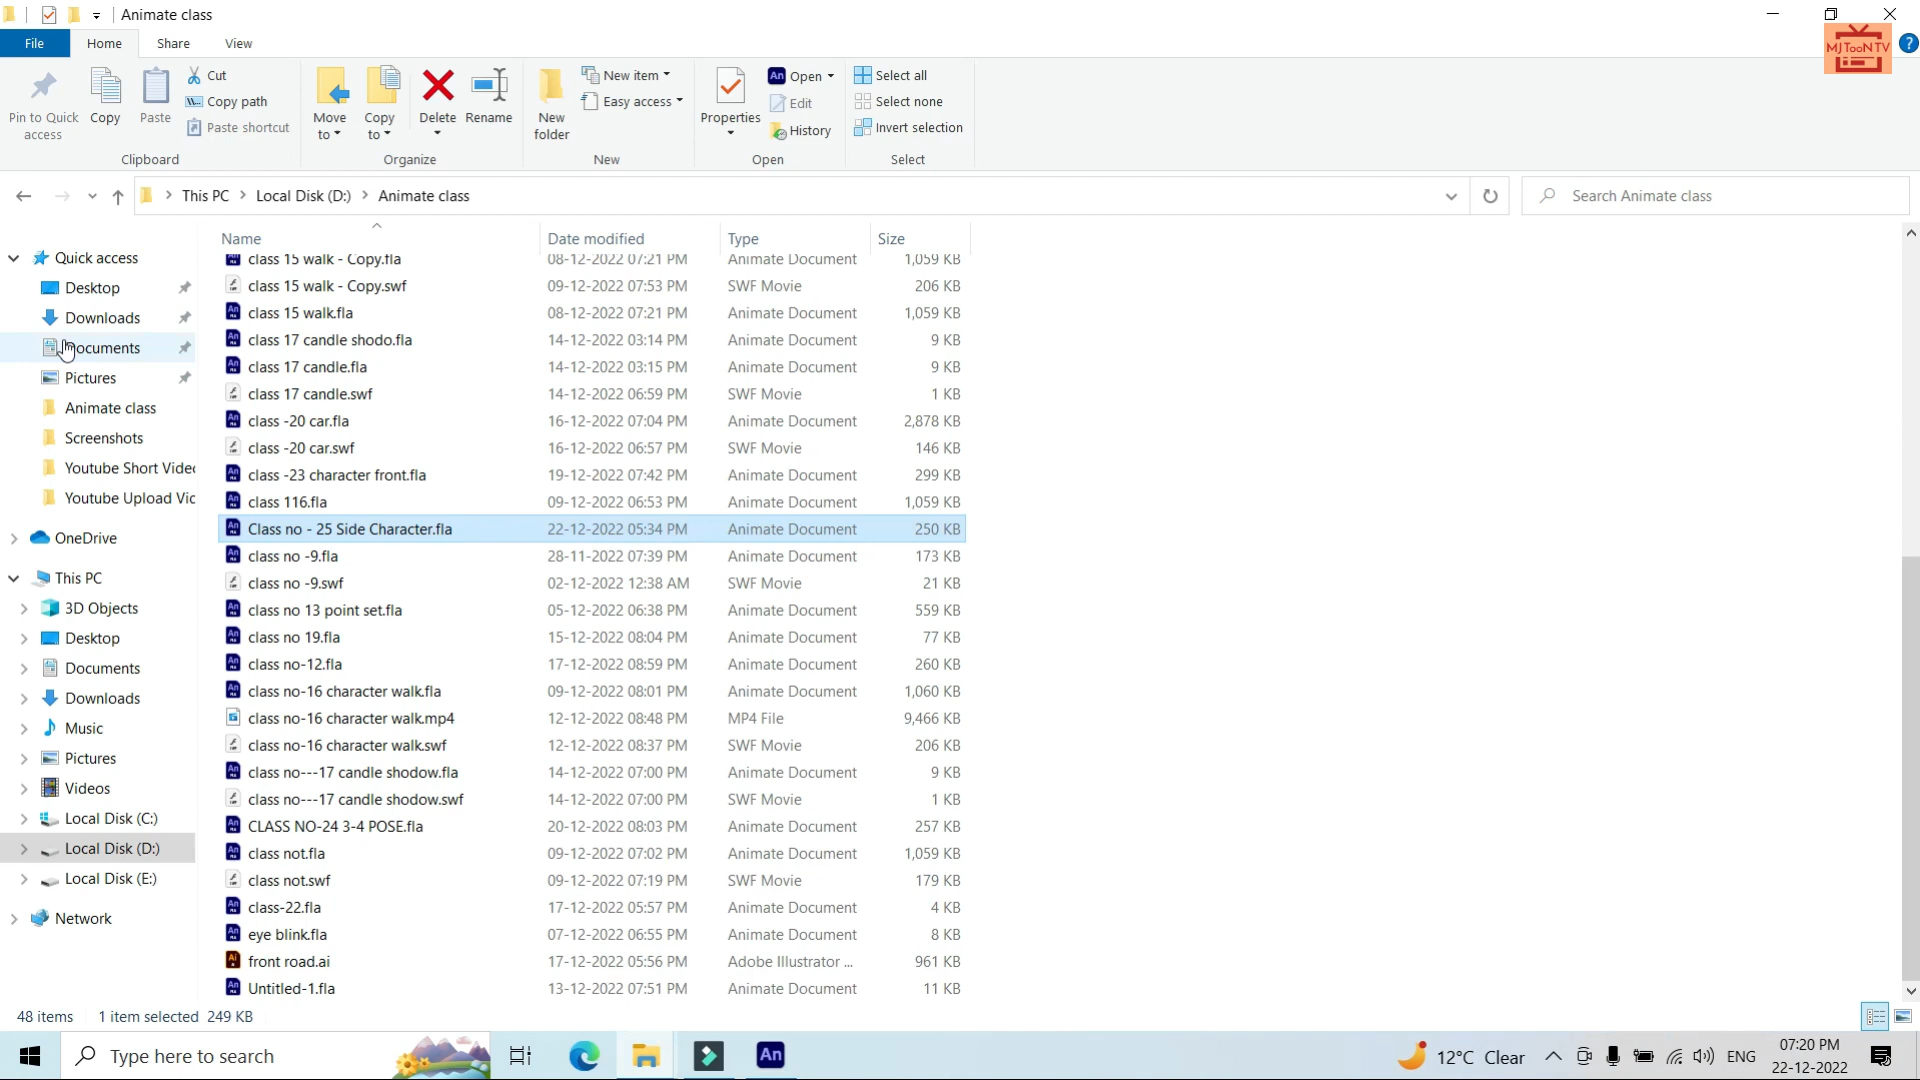 Animate class
File Home Share View
MJTooNTV
Pin to Quick access
Copy
Paste
Cut
Copy path
Paste shortcut
Clipboard
Move to
Copy to
Delete
Rename
Organize
New folder
New item
Easy access
New
Properties
An Open
Edit
History
Open
Select all
Select none
Invert selection
Select
This PC Local Disk (D:) Animate class
Search Animate class
Quick access
Desktop
Downloads
Documents
Pictures
Animate class
Screenshots
Youtube Short Video
Youtube Upload Vic
OneDrive
This PC
3D Objects
Desktop
Documents
Downloads
Music
Pictures
Videos
Local Disk (C:)
Local Disk (D:)
Local Disk (E:)
Network
Name Date modified Type Size
class 15 walk - Copy.fla 08-12-2022 07:21 PM Animate Document 1,059 KB
class 15 walk - Copy.swf 09-12-2022 07:53 PM SWF Movie 206 KB
class 15 walk.fla 08-12-2022 07:21 PM Animate Document 1,059 KB
class 17 candle shodo.fla 14-12-2022 03:14 PM Animate Document 9 KB
class 17 candle.fla 14-12-2022 03:15 PM Animate Document 9 KB
class 17 candle.swf 14-12-2022 06:59 PM SWF Movie 1 KB
class -20 car.fla 16-12-2022 07:04 PM Animate Document 2,878 KB
class -20 car.swf 16-12-2022 06:57 PM SWF Movie 146 KB
class -23 character front.fla 19-12-2022 07:42 PM Animate Document 299 KB
class 116.fla 09-12-2022 06:53 PM Animate Document 1,059 KB
Class no - 25 Side Character.fla 22-12-2022 05:34 PM Animate Document 250 KB
class no -9.fla 28-11-2022 07:39 PM Animate Document 173 KB
class no -9.swf 02-12-2022 12:38 AM SWF Movie 21 KB
class no 13 point set.fla 05-12-2022 06:38 PM Animate Document 559 KB
class no 19.fla 15-12-2022 08:04 PM Animate Document 77 KB
class no-12.fla 17-12-2022 08:59 PM Animate Document 260 KB
class no-16 character walk.fla 09-12-2022 08:01 PM Animate Document 1,060 KB
class no-16 character walk.mp4 12-12-2022 08:48 PM MP4 File 9,466 KB
class no-16 character walk.swf 12-12-2022 08:37 PM SWF Movie 206 KB
class no---17 candle shodow.fla 14-12-2022 07:00 PM Animate Document 9 KB
class no---17 candle shodow.swf 14-12-2022 07:00 PM SWF Movie 1 KB
CLASS NO-24 3-4 POSE.fla 20-12-2022 08:03 PM Animate Document 257 KB
class not.fla 09-12-2022 07:02 PM Animate Document 1,059 KB
class not.swf 09-12-2022 07:19 PM SWF Movie 179 KB
class-22.fla 17-12-2022 05:57 PM Animate Document 4 KB
eye blink.fla 07-12-2022 06:55 PM Animate Document 8 KB
front road.ai 17-12-2022 05:56 PM Adobe Illustrator ... 961 KB
Untitled-1.fla 13-12-2022 07:51 PM Animate Document 11 KB
48 items 1 item selected 249 KB
Type here to search
An
12°C Clear
ENG
07:20 PM
22-12-2022